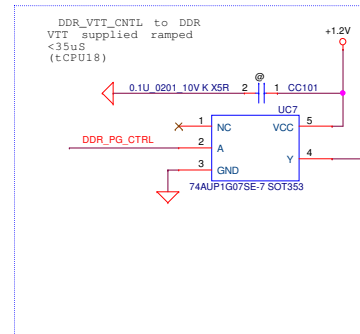 DDR_VTT_CNTL to DDR
VTT supplied ramped
<35uS
(tCPU18)
+1.2V
@
0.1U_0201_10V K X5R 2 1 CC101
UC7
1 NC VCC 5
DDR_PG_CTRL 2 A
Y 4
3 GND
74AUP1G07SE-7 SOT353